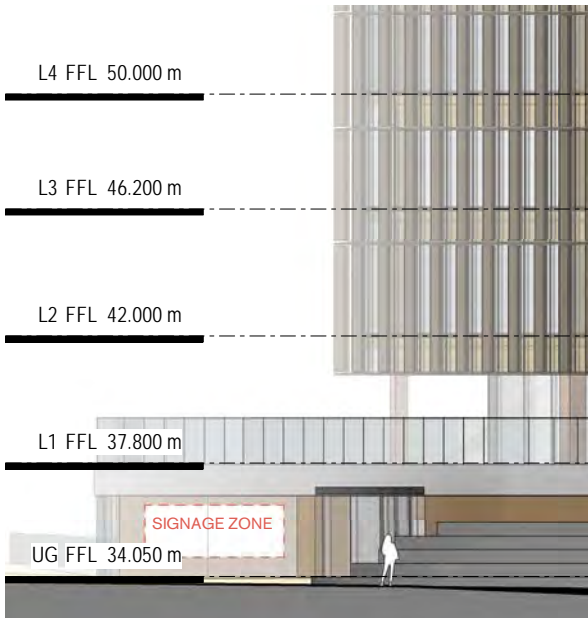 L4 FFL 50.000 m
L3 FFL 46.200 m
L2 FFL 42.000 m
L1 FFL 37.800 m
SIGNAGE ZONE
UG FFL 34.050 m